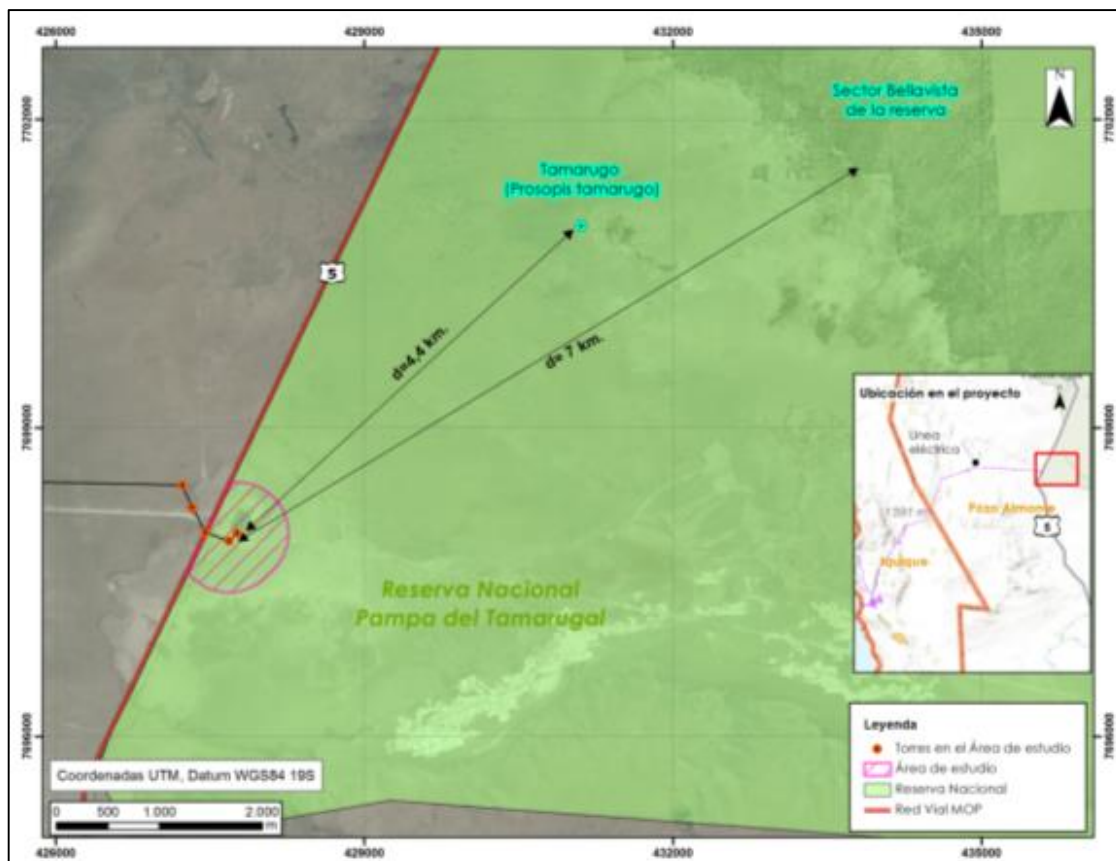 426000
429000
432000
435000
N
Sector Bellavista
de la reserva
7702000
7702000
Tamarugo
(Prosopis tamarugo)
5
d=4,4 km.
d= 7 km.
Ubicación en el proyecto
7699000
7699000
Línea
eléctrica
Pozo Almonte
5
Iquique
Reserva Nacional
Pampa del Tamarugal
Leyenda
Torres en el Área de estudio
Área de estudio
Reserva Nacional
Red Vial MOP
7696000
7696000
Coordenadas UTM, Datum WGS84 19S
0 500 1.000 2.000
m
426000
429000
432000
435000